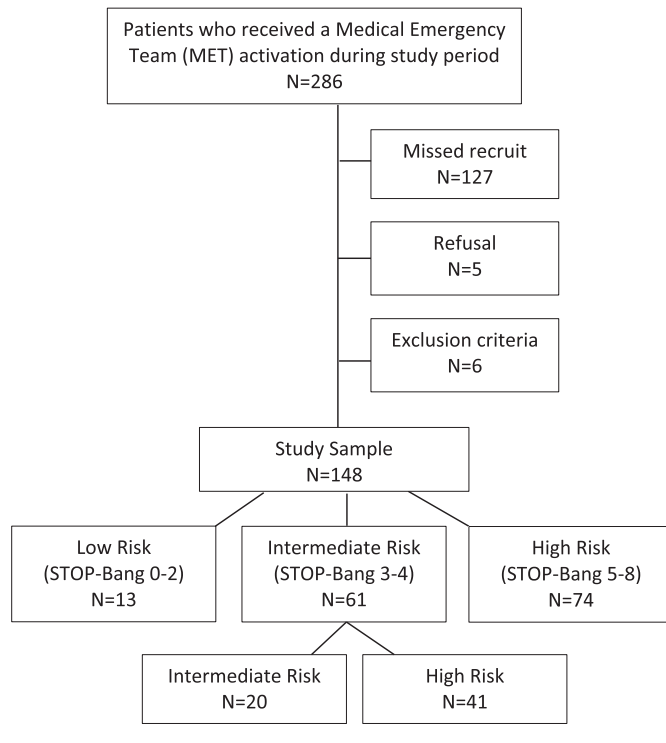 Patients who received a Medical Emergency
Team (MET) activation during study period
N=286
Missed recruit
N=127
Refusal
N=5
Exclusion criteria
N=6
Study Sample
N=148
Low Risk
(STOP-Bang 0-2)
N=13
Intermediate Risk
(STOP-Bang 3-4)
N=61
High Risk
(STOP-Bang 5-8)
N=74
Intermediate Risk
N=20
High Risk
N=41